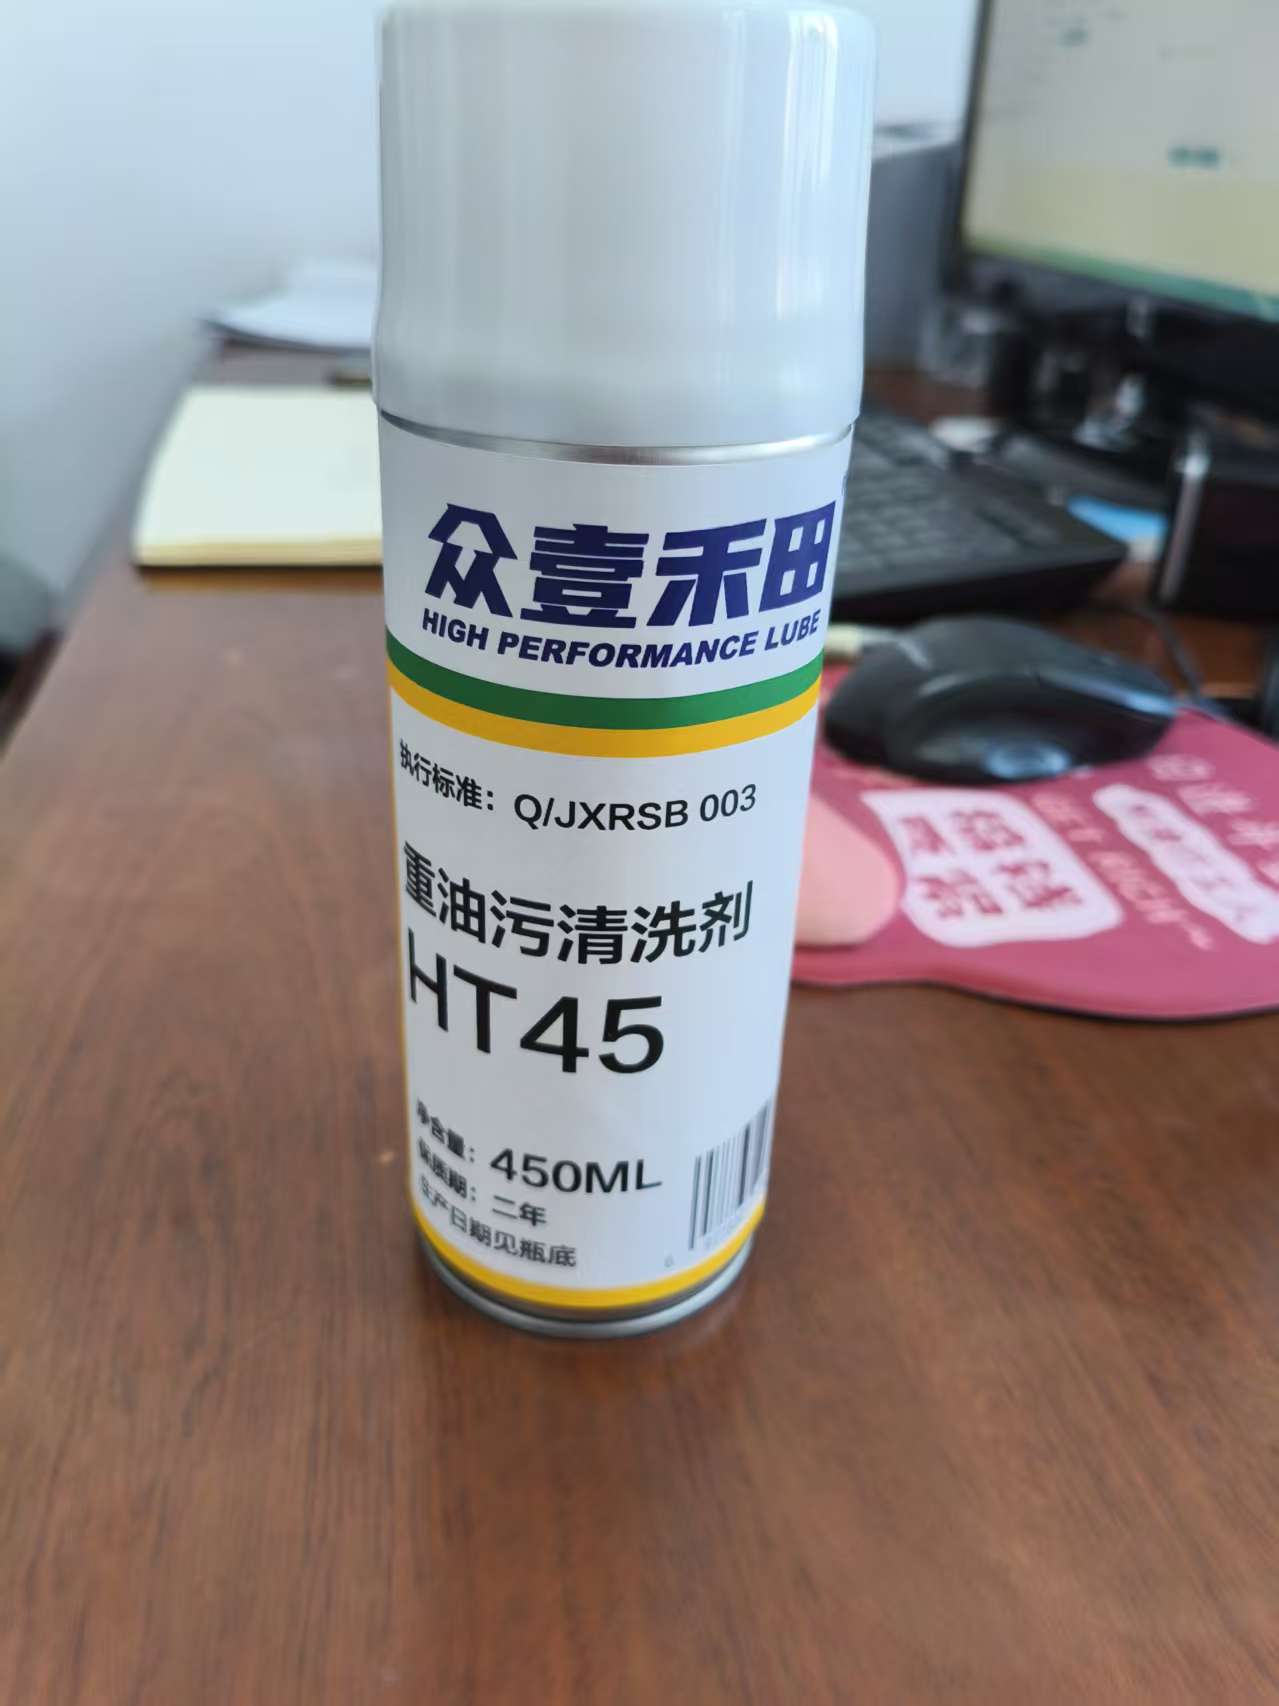 众壹禾田
HIGH PERFORMANCE LUBE
执行标准：Q/JXRSB 003
重油污清洗剂
HT45
净含量：450ML
保质期：二年
生产日期见瓶底